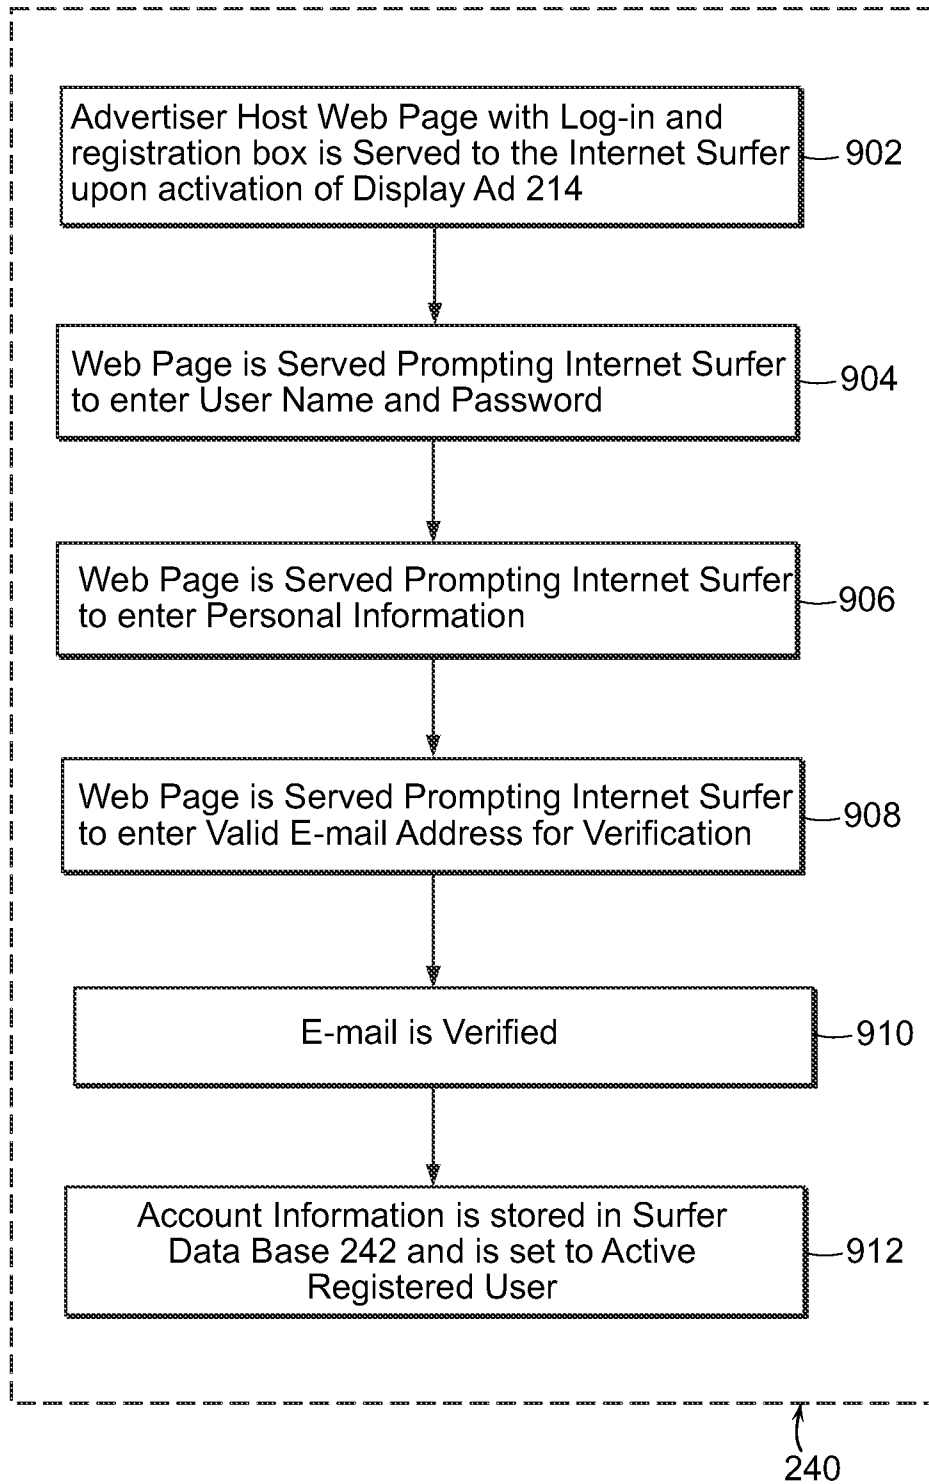 Advertiser Host Web Page with Log-in and
registration box is Served to the Internet Surfer
upon activation of Display Ad 214
902
Web Page is Served Prompting Internet Surfer
to enter User Name and Password
904
Web Page is Served Prompting Internet Surfer
to enter Personal Information
906
Web Page is Served Prompting Internet Surfer
to enter Valid E-mail Address for Verification
908
E-mail is Verified
910
Account Information is stored in Surfer
Data Base 242 and is set to Active
Registered User
912
240